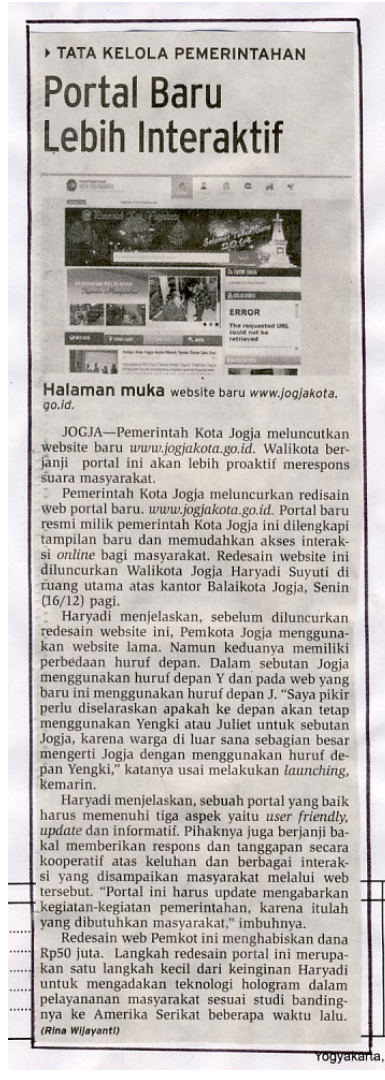 TATA KELOLA PEMERINTAHAN
Portal Baru
Lebih Interaktif
Selamat Tahun Baru
2014
ERROR
The requested URL
could not be
retrieved
Halaman muka website baru www.jogjakota.
go.id.
JOGJA—Pemerintah Kota Jogja meluncutkan
website baru www.jogjakota.go.id. Walikota ber-
janji portal ini akan lebih proaktif merespons
suara masyarakat.
Pemerintah Kota Jogja meluncurkan redisain
web portal baru. www.jogjakota.go.id. Portal baru
resmi milik pemerintah Kota Jogja ini dilengkapi
tampilan baru dan memudahkan akses interak-
si online bagi masyarakat. Redesain website ini
diluncurkan Walikota Jogja Haryadi Suyuti di
ruang utama atas kantor Balaikota Jogja, Senin
(16/12) pagi.
Haryadi menjelaskan, sebelum diluncurkan
redesain website ini, Pemkota Jogja mengguna-
kan website lama. Namun keduanya memiliki
perbedaan huruf depan. Dalam sebutan Jogja
menggunakan huruf depan Y dan pada web yang
baru ini menggunakan huruf depan J. “Saya pikir
perlu diselaraskan apakah ke depan akan tetap
menggunakan Yengki atau Juliet untuk sebutan
Jogja, karena warga di luar sana sebagian besar
mengerti Jogja dengan menggunakan huruf de-
pan Yengki,” katanya usai melakukan launching,
kemarin.
Haryadi menjelaskan, sebuah portal yang baik
harus memenuhi tiga aspek yaitu user friendly,
update dan informatif. Pihaknya juga berjanji ba-
kal memberikan respons dan tanggapan secara
kooperatif atas keluhan dan berbagai interak-
si yang disampaikan masyarakat melalui web
tersebut. “Portal ini harus update mengabarkan
kegiatan-kegiatan pemerintahan, karena itulah
yang dibutuhkan masyarakat,” imbuhnya.
Redesain web Pemkot ini menghabiskan dana
Rp50 juta. Langkah redesain portal ini merupa-
kan satu langkah kecil dari keinginan Haryadi
untuk mengadakan teknologi hologram dalam
pelayananan masyarakat sesuai studi banding-
nya ke Amerika Serikat beberapa waktu lalu.
(Rina Wijayanti)
Yogyakarta,